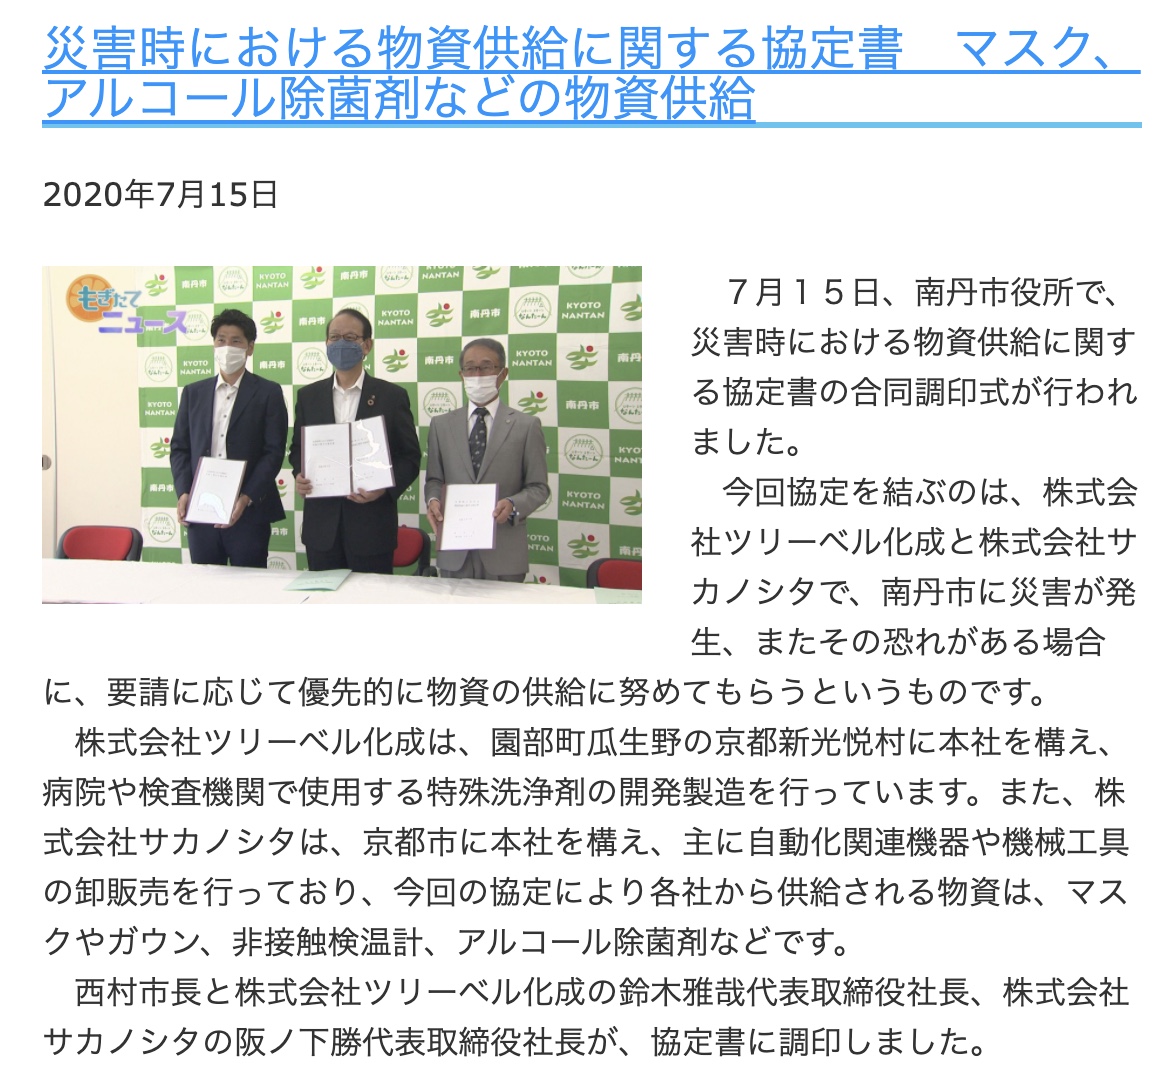 災害時における物資供給に関する協定書　マスク、
アルコール除菌剤などの物資供給
2020年7月15日
もぎたて
ニュース
南丹市
KYOTO
NANTAN
なんたーん
７月１５日、南丹市役所で、
災害時における物資供給に関す
る協定書の合同調印式が行われ
ました。
今回協定を結ぶのは、株式会
社ツリーベル化成と株式会社サ
カノシタで、南丹市に災害が発
生、またその恐れがある場合
に、要請に応じて優先的に物資の供給に努めてもらうというものです。
株式会社ツリーベル化成は、園部町瓜生野の京都新光悦村に本社を構え、
病院や検査機関で使用する特殊洗浄剤の開発製造を行っています。また、株
式会社サカノシタは、京都市に本社を構え、主に自動化関連機器や機械工具
の卸販売を行っており、今回の協定により各社から供給される物資は、マス
クやガウン、非接触検温計、アルコール除菌剤などです。
西村市長と株式会社ツリーベル化成の鈴木雅哉代表取締役社長、株式会社
サカノシタの阪ノ下勝代表取締役社長が、協定書に調印しました。